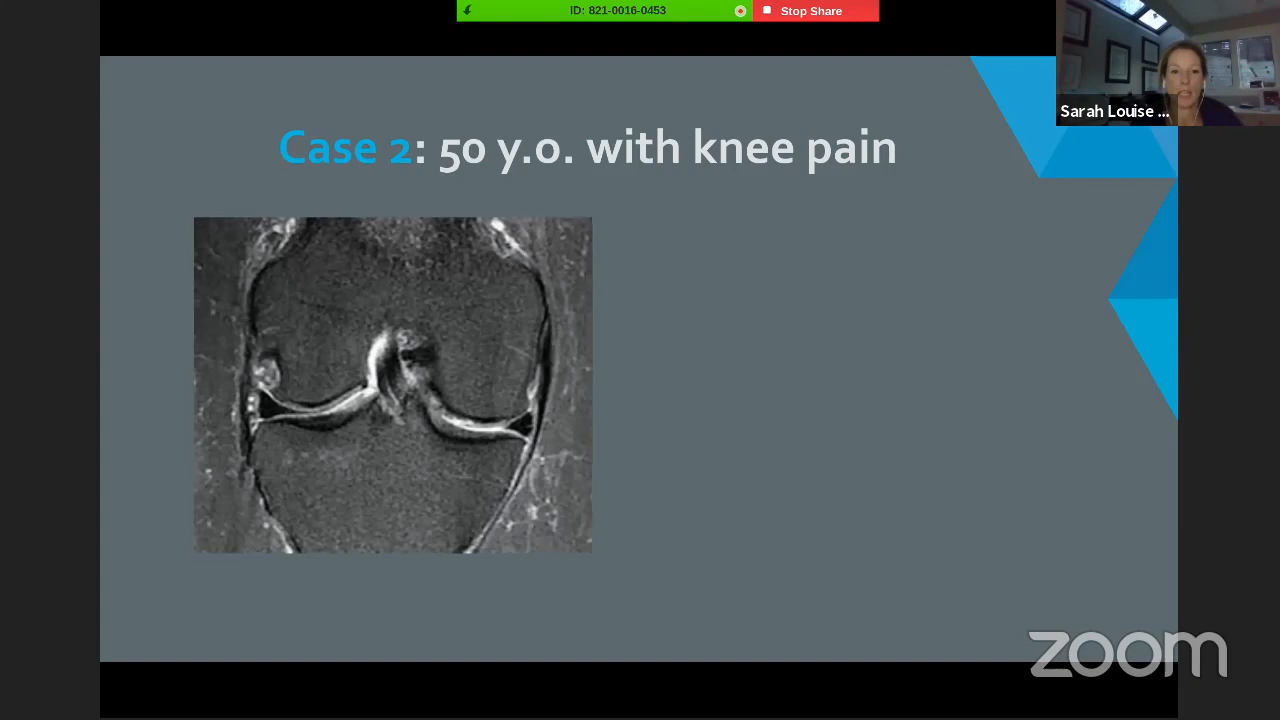 ID: 821-0016-0453
Stop Share
Sarah Louise ...
Case 2: 50 y.o. with knee pain
zoom